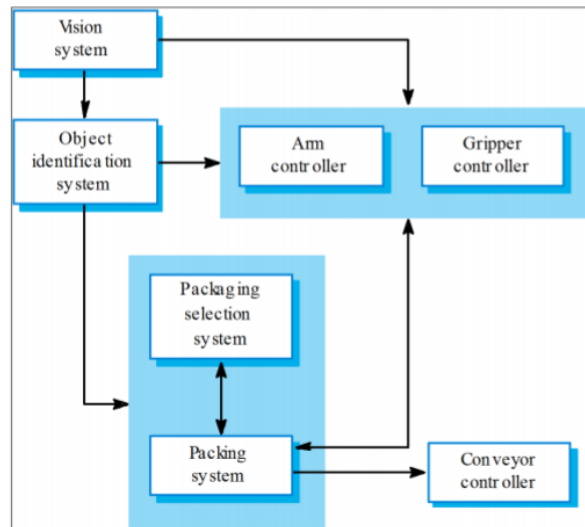 Vision
system
Object
identification
system
Arm
controller
Gripper
controller
Packaging
selection
system
Packing
system
Conveyor
controller